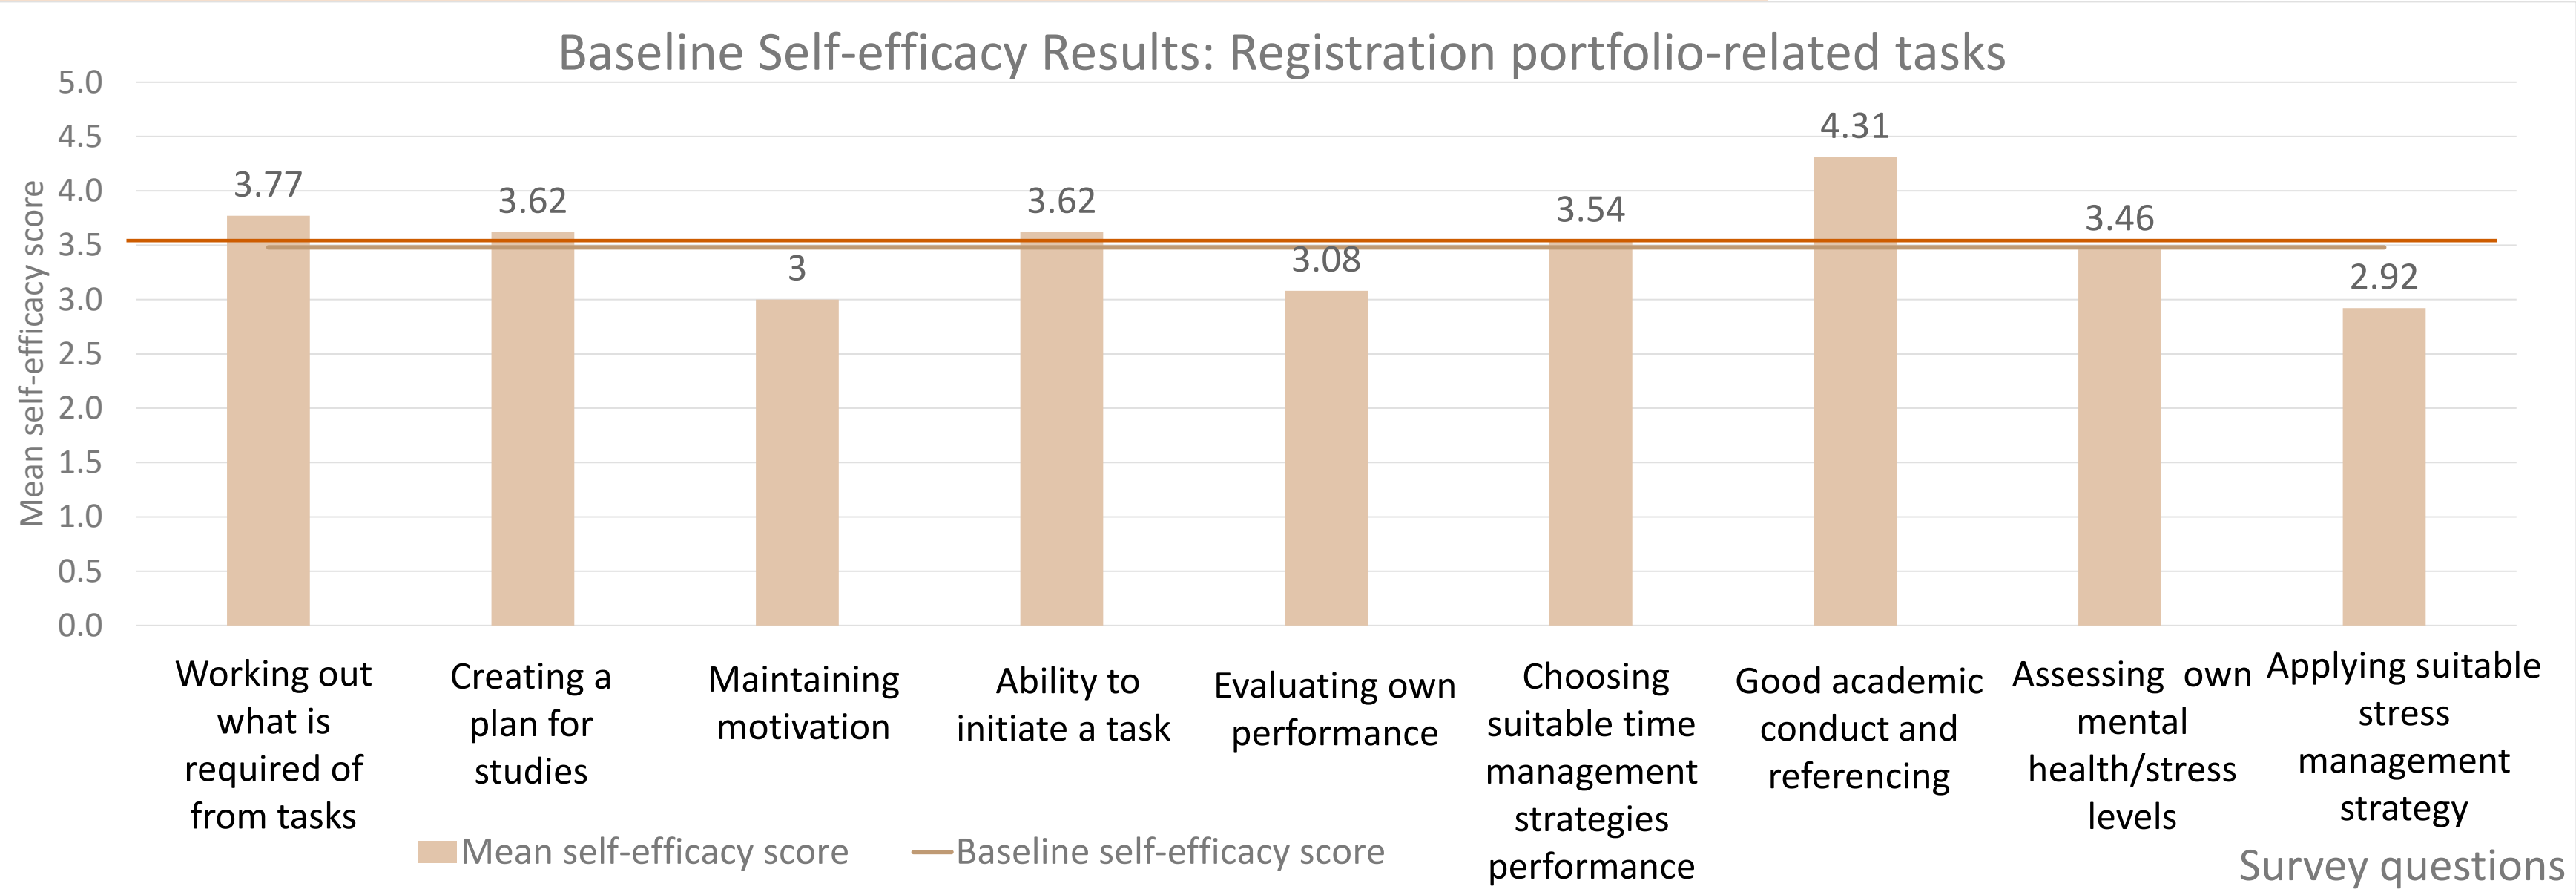 Baseline Self-efficacy Results: Registration portfolio-related tasks
Mean self-efficacy score
5.0
4.5
4.0
3.5
3.0
2.5
2.0
1.5
1.0
0.5
0.0
3.77
3.62
3
3.62
3.08
3.54
4.31
3.46
2.92
Working out
what is
required of
from tasks
Creating a
plan for
studies
Maintaining
motivation
Ability to
initiate a task
Evaluating own
performance
Choosing
suitable time
management
strategies
performance
Good academic
conduct and
referencing
Assessing own
mental
health/stress
levels
Applying suitable
stress
management
strategy
Mean self-efficacy score
Baseline self-efficacy score
Survey questions